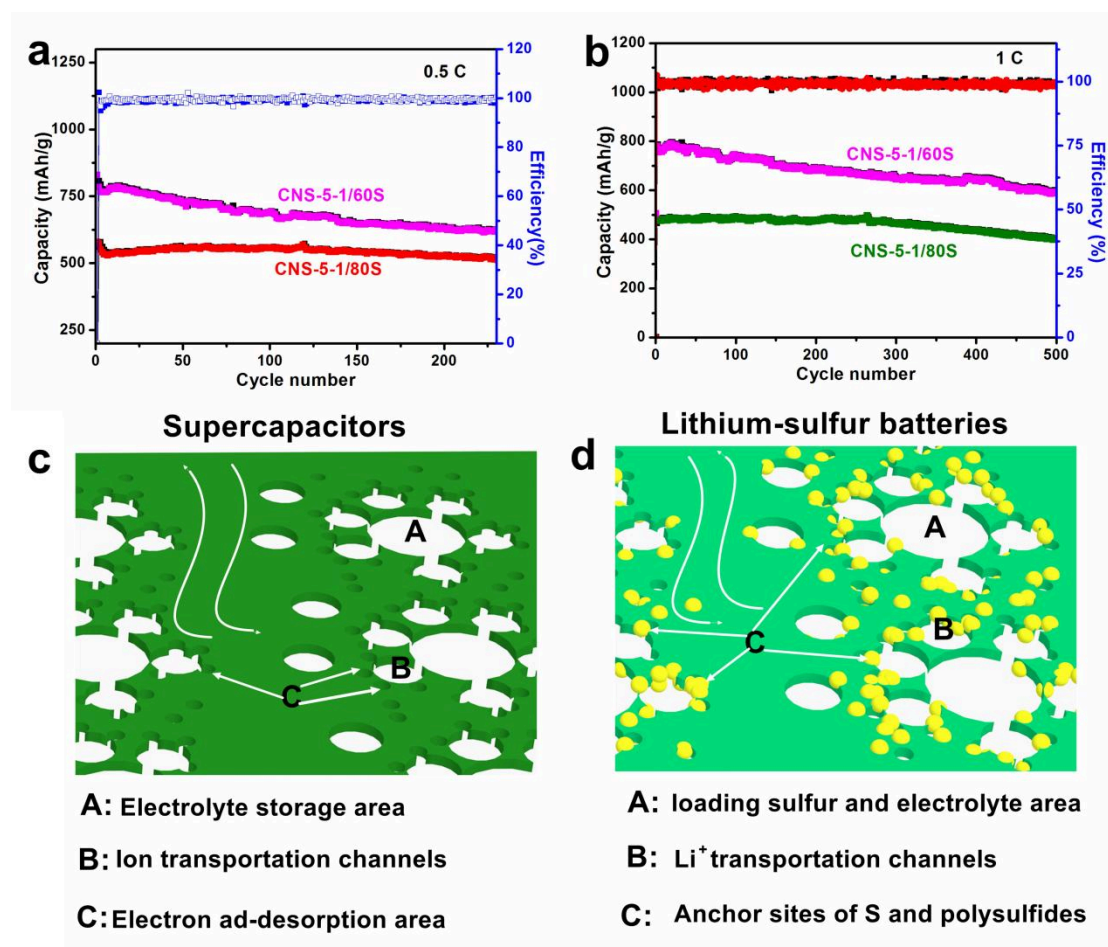 a
0.5 C
Capacity (mAh/g)
1250
1000
750
500
250
0
50
100
150
200
Cycle number
120
100
80
60
40
20
0
Efficiency(%)
CNS-5-1/60S
CNS-5-1/80S
b
1 C
Capacity (mAh/g)
1200
1000
800
600
400
200
0
0
100
200
300
400
500
Cycle number
100
75
50
25
0
Efficiency (%)
CNS-5-1/60S
CNS-5-1/80S
Supercapacitors
c
A
B
C
A: Electrolyte storage area
B: Ion transportation channels
C: Electron ad-desorption area
Lithium-sulfur batteries
d
A
B
C
A: loading sulfur and electrolyte area
B: Li⁺ transportation channels
C: Anchor sites of S and polysulfides